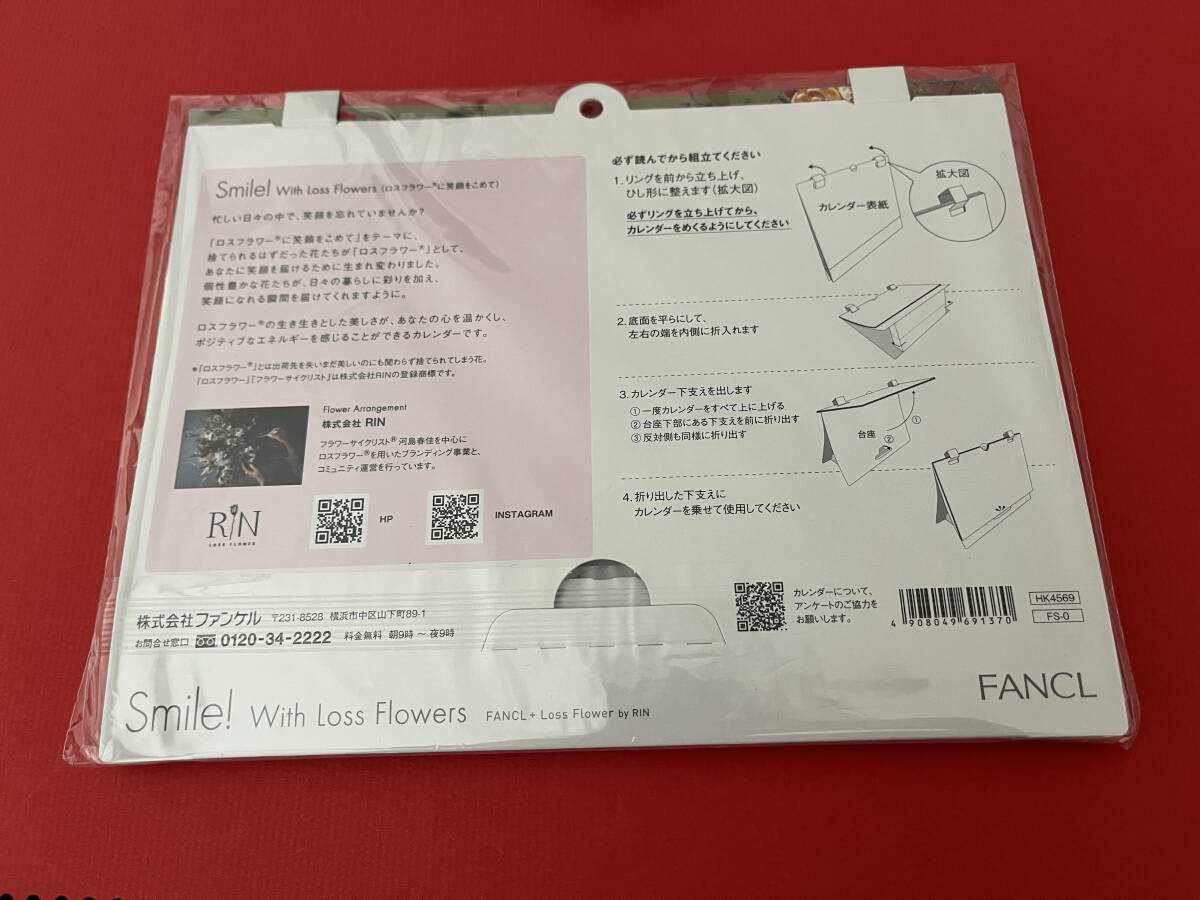 Smile! With Loss Flowers (ロスフラワー®に笑顔をこめて)
忙しい日々の中で、笑顔を忘れていませんか?
「ロスフラワー®に笑顔をこめて」をテーマに、
捨てられるはずだった花たちが「ロスフラワー®」として、
あなたに笑顔を届けるために生まれ変わりました。
個性豊かな花たちが、日々の暮らしに彩りを加え、
笑顔になれる瞬間を届けてくれますように。
ロスフラワー®の生き生きとした美しさが、あなたの心を温かくし、
ポジティブなエネルギーを感じることができるカレンダーです。
*「ロスフラワー®」とは出荷先を失いまだ美しいのにも関わらず捨てられてしまう花。
「ロスフラワー」「フラワーサイクリスト」は株式会社RINの登録商標です。
Flower Arrangement
株式会社 RIN
フラワーサイクリスト®河島春佳を中心に
ロスフラワー®を用いたブランディング事業と、
コミュニティ運営を行っています。
RIN
LOSS FLOWER
HP
INSTAGRAM
必ず読んでから組立てください
1.リングを前から立ち上げ、
ひし形に整えます(拡大図)
必ずリングを立ち上げてから、
カレンダーをめくるようにしてください
カレンダー表紙
拡大図
2.底面を平らにして、
左右の端を内側に折入れます
3.カレンダー下支えを出します
①一度カレンダーをすべて上に上げる
②台座下部にある下支えを前に折り出す
③反対側も同様に折り出す
台座
①
②
4.折り出した下支えに
カレンダーを乗せて使用してください
株式会社ファンケル 〒231-8528 横浜市中区山下町89-1
お問合せ窓口 0120-34-2222 料金無料 朝9時~夜9時
カレンダーについて、
アンケートのご協力を
お願いします。
4 908049 691370
HK4569
FS-0
Smile! With Loss Flowers FANCL + Loss Flower by RIN
FANCL